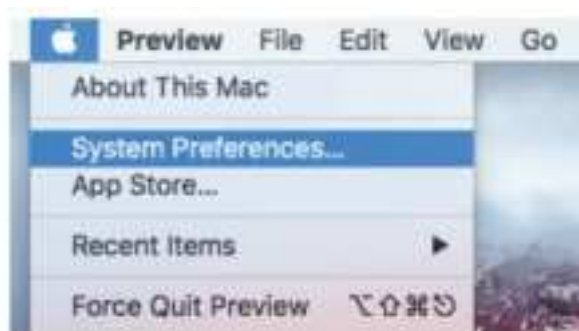 Preview File Edit View Go
About This Mac
System Preferences...
App Store...
Recent Items
Force Quit Preview ⌥⇧⌘⎋